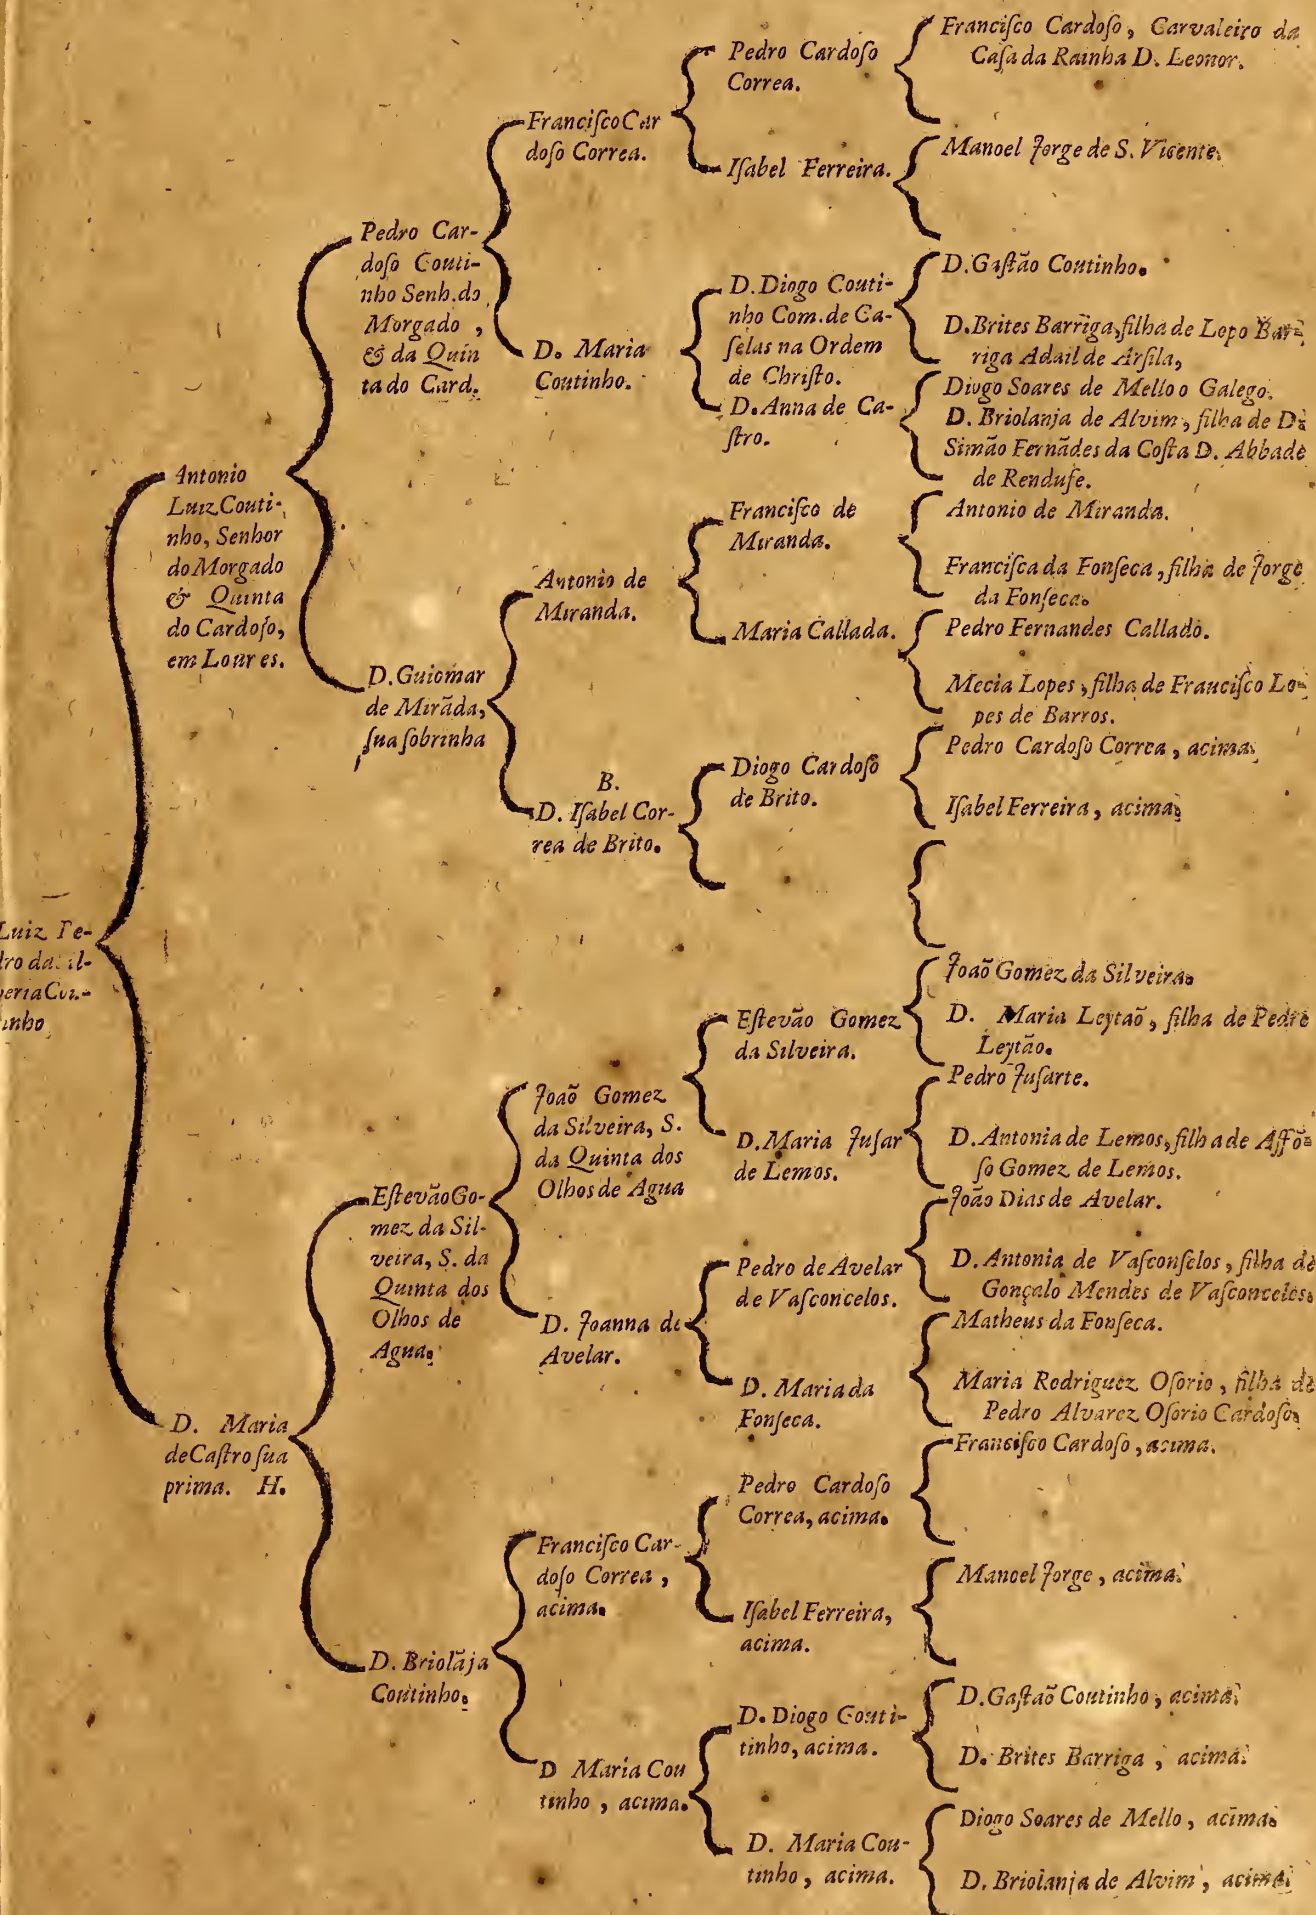 Luiz Pe-
dro da Sil-
veria Cou-
tinho
Antonio
Luiz Couti-
nho, Senhor
do Morgado
& Quinta
do Cardoſo,
em Lour es.
D. Maria
de Caſtro ſua
prima. H.
Pedro Car-
doſo Couti-
nho Senh. do
Morgado ,
& da Quin
ta do Card.
D. Guiomar
de Mirãda,
ſua ſobrinha
Eſtevão Go-
mez da Sil-
veira, S. da
Quinta dos
Olhos de
Agua.
D. Briolãja
Coutinho.
Franciſco Car
doſo Correa.
D. Maria
Coutinho.
Antonio de
Miranda.
B.
D. Iſabel Cor-
rea de Brito.
Joaõ Gomez
da Silveira, S.
da Quinta dos
Olhos de Agua
D. Joanna de
Avelar.
Franciſco Car-
doſo Correa ,
acima.
D Maria Cou
tinho , acima.
Pedro Cardoſo
Correa.
Iſabel Ferreira.
D. Diogo Couti-
nho Com. de Ca-
ſelas na Ordem
de Chriſto.
D. Anna de Ca-
ſtro.
Franciſco de
Miranda.
Maria Callada.
Diogo Cardoſo
de Brito.
Eſtevão Gomez
da Silveira.
D. Maria Juſar
de Lemos.
Pedro de Avelar
de Vaſconcelos.
D. Maria da
Fonſeca.
Pedro Cardoſo
Correa, acima.
Iſabel Ferreira,
acima.
D. Diogo Couti-
tinho, acima.
D. Maria Cou-
tinho , acima.
Franciſco Cardoſo , Carvaleiro da
Caſa da Rainha D. Leonor.
Manoel Jorge de S. Vicente.
D. Gaſtão Coutinho.
D. Brites Barriga, filha de Lopo Bar-
riga Adail de Arſila,
Diogo Soares de Mello o Galego.
D. Briolanja de Alvim , filha de D.
Simão Fernãdes da Coſta D. Abbade
de Rendufe.
Antonio de Miranda.
Franciſca da Fonſeca , filha de Jorge
da Fonſeca.
Pedro Fernandes Callado.
Mecia Lopes , filha de Franciſco Lo-
pes de Barros.
Pedro Cardoſo Correa , acima.
Iſabel Ferreira , acima.
Joaõ Gomez da Silveira.
D. Maria Leytaõ , filha de Pedro
Leytão.
Pedro Juſarte.
D. Antonia de Lemos, filha de Affõ-
ſo Gomez de Lemos.
João Dias de Avelar.
D. Antonia de Vaſconſelos , filha de
Gonçalo Mendes de Vaſconcelos.
Matheus da Fonſeca.
Maria Rodriguez Oſorio , filha de
Pedro Alvarez Oſorio Cardoſo.
Franciſco Cardoſo , acima.
Manoel Jorge , acima.
D. Gaſtaõ Coutinho , acima.
D. Brites Barriga , acima.
Diogo Soares de Mello , acima.
D. Briolanja de Alvim , acima.